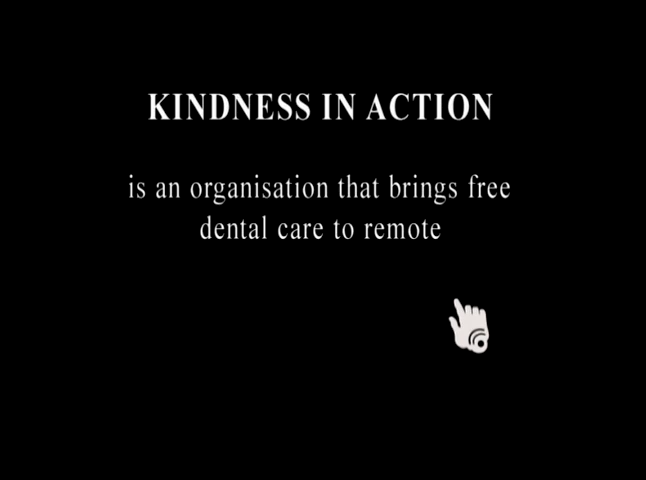 KINDNESS IN ACTION
is an organisation that brings free
dental care to remote